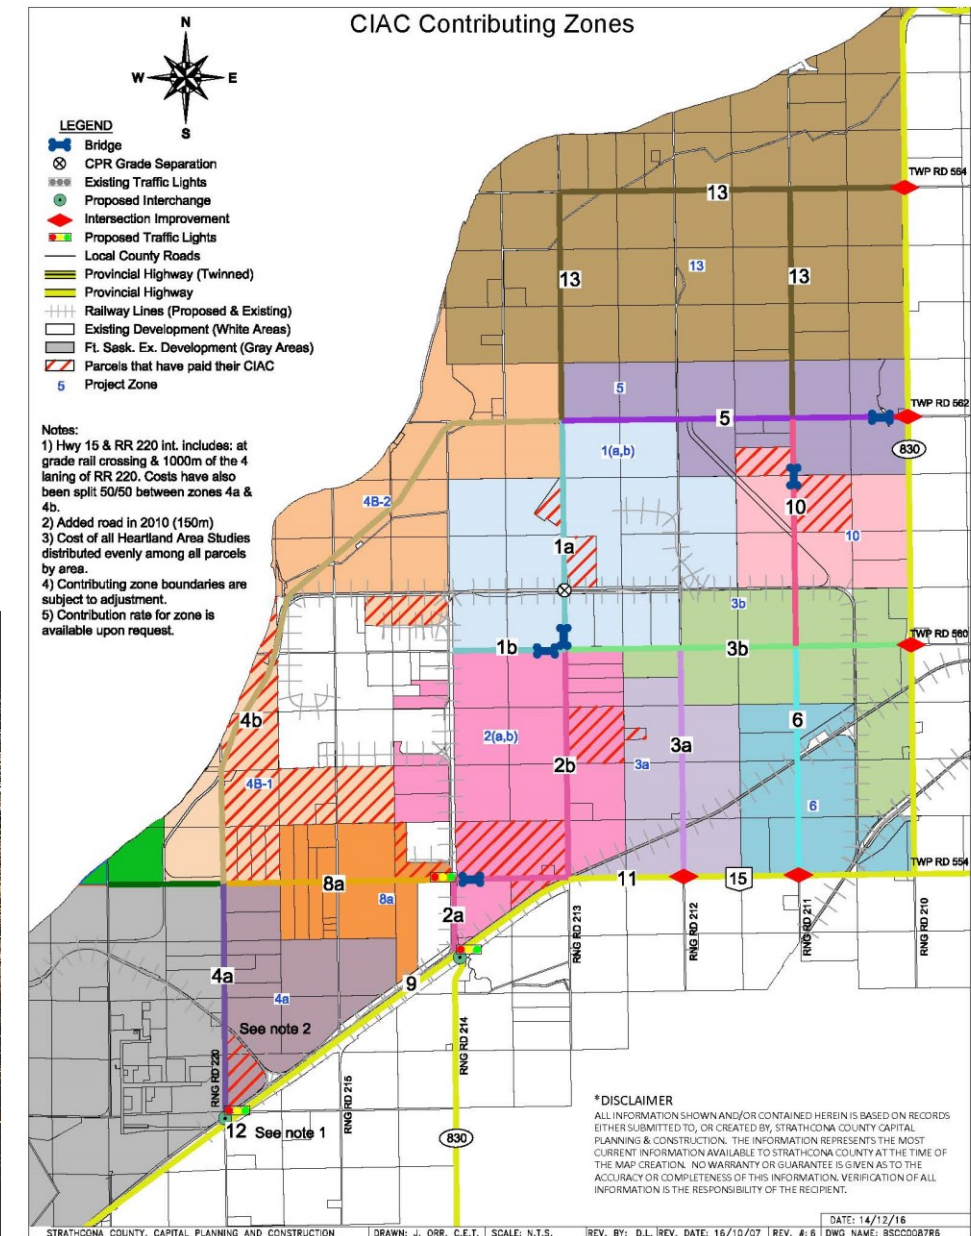 CIAC Contributing Zones
N
W E
S
LEGEND
Bridge
CPR Grade Separation
Existing Traffic Lights
Proposed Interchange
Intersection Improvement
Proposed Traffic Lights
Local County Roads
Provincial Highway (Twinned)
Provincial Highway
Railway Lines (Proposed & Existing)
Existing Development (White Areas)
Ft. Sask. Ex. Development (Gray Areas)
Parcels that have paid their CIAC
5 Project Zone
Notes:
1) Hwy 15 & RR 220 int. includes: at
grade rail crossing & 1000m of the 4
laning of RR 220. Costs have also
been split 50/50 between zones 4a &
4b.
2) Added road in 2010 (150m)
3) Cost of all Heartland Area Studies
distributed evenly among all parcels
by area.
4) Contributing zone boundaries are
subject to adjustment.
5) Contribution rate for zone is
available upon request.
TWP RD 564
13
13
13
13
5
TWP RD 562
5
830
1(a,b)
4B-2
10
10
1a
3b
TWP RD 560
1b
3b
4b
6
2(a,b)
3a
2b
3a
4B-1
6
TWP RD 554
8a
11
15
8a
2a
RNG RD 213
RNG RD 212
RNG RD 211
RNG RD 210
4a
9
4a
See note 2
RNG RD 220
RNG RD 215
RNG RD 214
12 See note 1
830
*DISCLAIMER
ALL INFORMATION SHOWN AND/OR CONTAINED HEREIN IS BASED ON RECORDS
EITHER SUBMITTED TO, OR CREATED BY, STRATHCONA COUNTY CAPITAL
PLANNING & CONSTRUCTION. THE INFORMATION REPRESENTS THE MOST
CURRENT INFORMATION AVAILABLE TO STRATHCONA COUNTY AT THE TIME OF
THE MAP CREATION. NO WARRANTY OR GUARANTEE IS GIVEN AS TO THE
ACCURACY OR COMPLETENESS OF THIS INFORMATION. VERIFICATION OF ALL
INFORMATION IS THE RESPONSIBILITY OF THE RECIPIENT.
DATE: 14/12/16
STRATHCONA COUNTY, CAPITAL PLANNING AND CONSTRUCTION DRAWN: J. ORR, C.E.T. SCALE: N.T.S. REV. BY: D.L. REV. DATE: 16/10/07 REV. #: 6 DWG NAME: BSCC0087R6